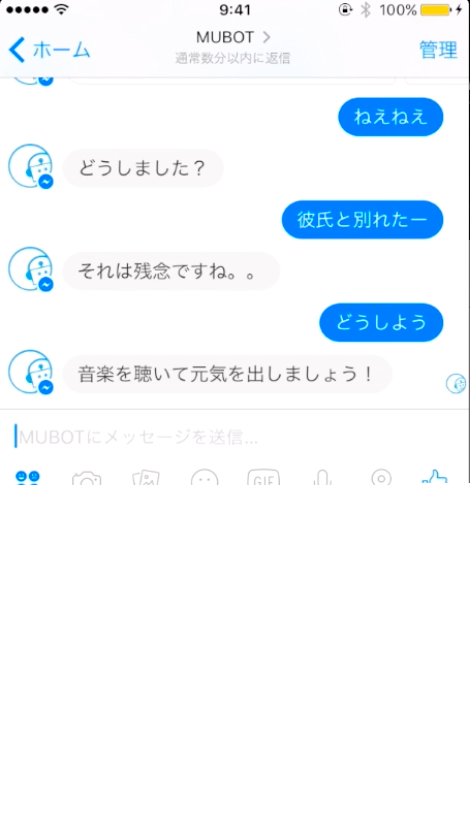 9:41
100%
ホーム
MUBOT
管理
通常数分以内に返信
ねえねえ
どうしました？
彼氏と別れたー
それは残念ですね。。
どうしよう
音楽を聴いて元気を出しましょう！
MUBOTにメッセージを送信...
GIF